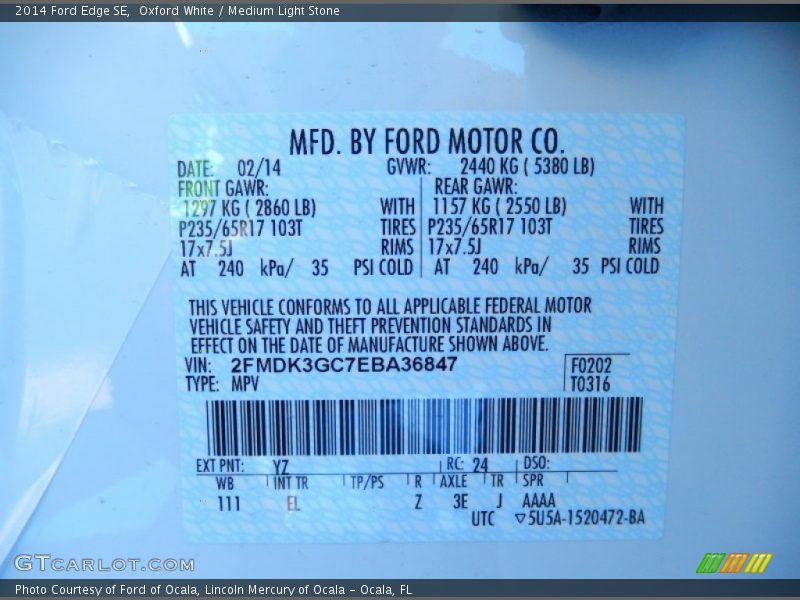 2014 Ford Edge SE, Oxford White / Medium Light Stone
MFD. BY FORD MOTOR CO.
DATE: 02/14 GVWR: 2440 KG ( 5380 LB)
FRONT GAWR: REAR GAWR:
1297 KG ( 2860 LB) WITH 1157 KG ( 2550 LB) WITH
P235/65R17 103T TIRES P235/65R17 103T TIRES
17x7.5J RIMS 17x7.5J RIMS
AT 240 kPa/ 35 PSI COLD AT 240 kPa/ 35 PSI COLD
THIS VEHICLE CONFORMS TO ALL APPLICABLE FEDERAL MOTOR
VEHICLE SAFETY AND THEFT PREVENTION STANDARDS IN
EFFECT ON THE DATE OF MANUFACTURE SHOWN ABOVE.
VIN: 2FMDK3GC7EBA36847 F0202
TYPE: MPV T0316
EXT PNT: YZ RC: 24 DSO:
WB INT TR TP/PS R AXLE TR SPR
111 EL Z 3E J AAAA
UTC ▽5U5A-1520472-BA
GTCARLOT.COM
Photo Courtesy of Ford of Ocala, Lincoln Mercury of Ocala - Ocala, FL